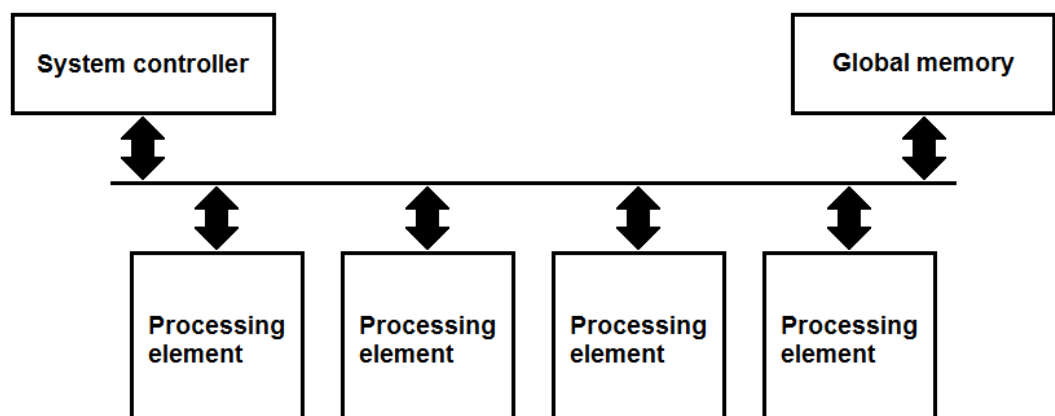 System controller
Global memory
Processing
element
Processing
element
Processing
element
Processing
element